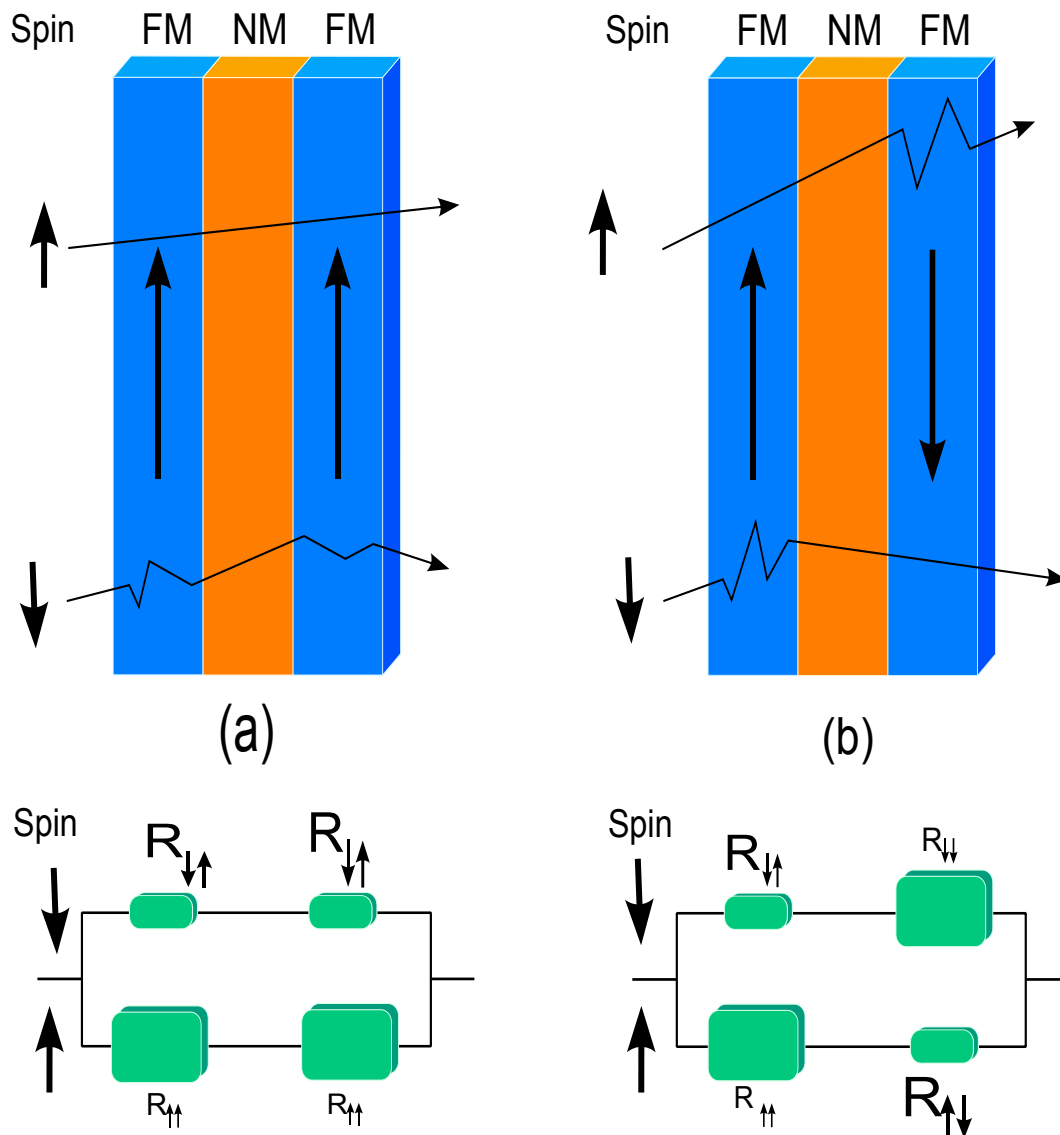 Spin FM NM FM
Spin FM NM FM
(a)
(b)
Spin
R↓↑ R↓↑
R↑↑ R↑↑
Spin
R↓↑ R↓↓
R↑↑ R↑↓